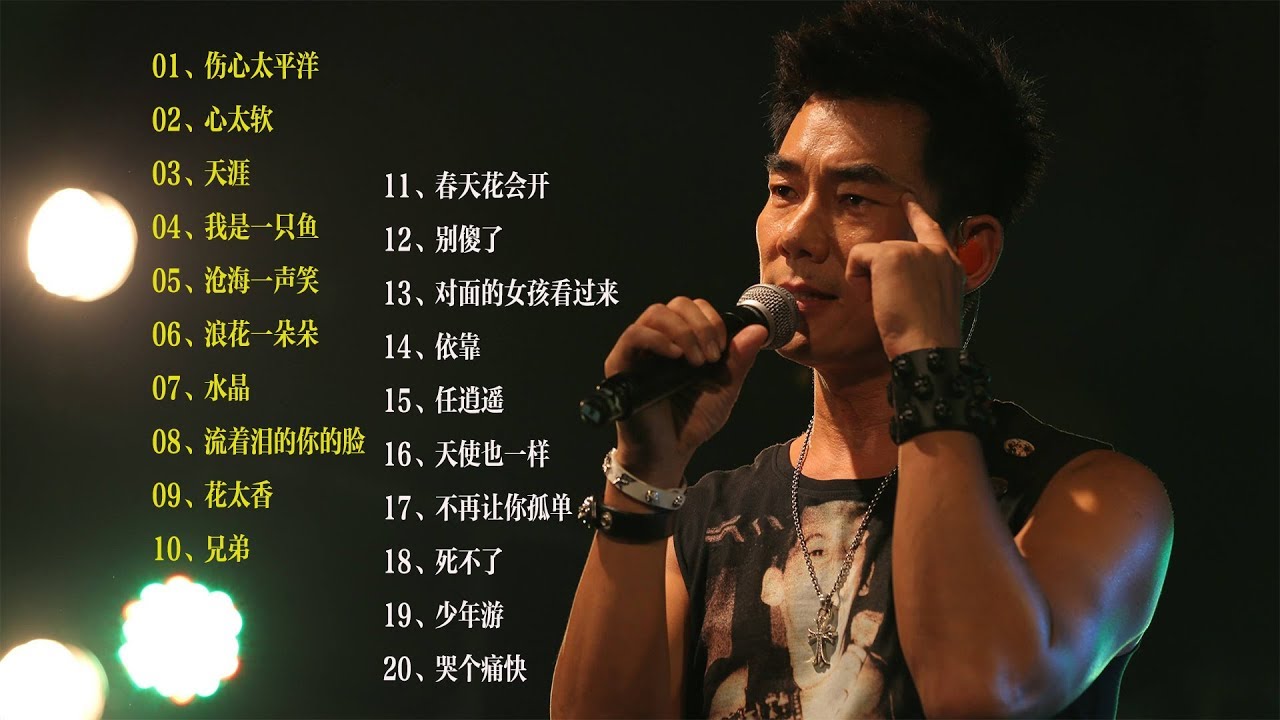 01、伤心太平洋
02、心太软
03、天涯
04、我是一只鱼
05、沧海一声笑
06、浪花一朵朵
07、水晶
08、流着泪的你的脸
09、花太香
10、兄弟
11、春天花会开
12、别傻了
13、对面的女孩看过来
14、依靠
15、任逍遥
16、天使也一样
17、不再让你孤单
18、死不了
19、少年游
20、哭个痛快